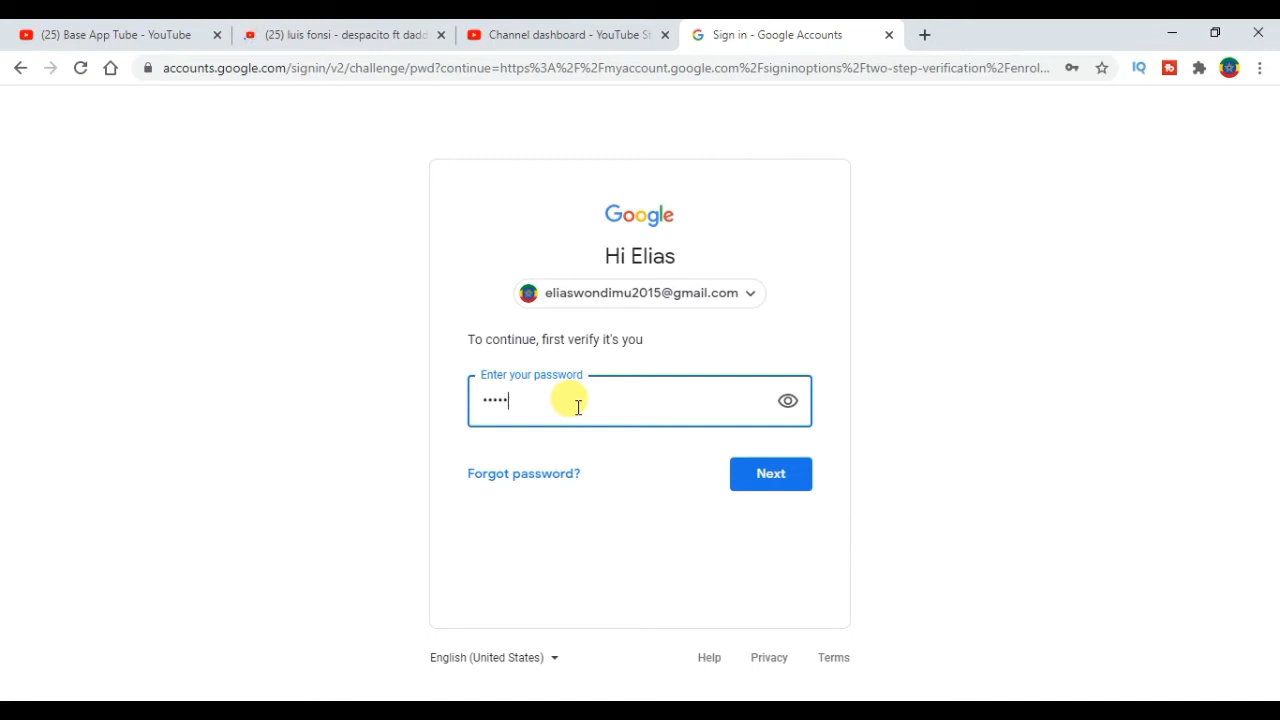 (25) Base App Tube - YouTube
(25) luis fonsi - despacito ft dadd
Channel dashboard - YouTube St
Sign in - Google Accounts
accounts.google.com/signin/v2/challenge/pwd?continue=https%3A%2F%2Fmyaccount.google.com%2Fsigninoptions%2Ftwo-step-verification%2Fenrol...
IQ
Google
Hi Elias
eliaswondimu2015@gmail.com
To continue, first verify it's you
Enter your password
•••••
Forgot password?
Next
English (United States)
Help
Privacy
Terms